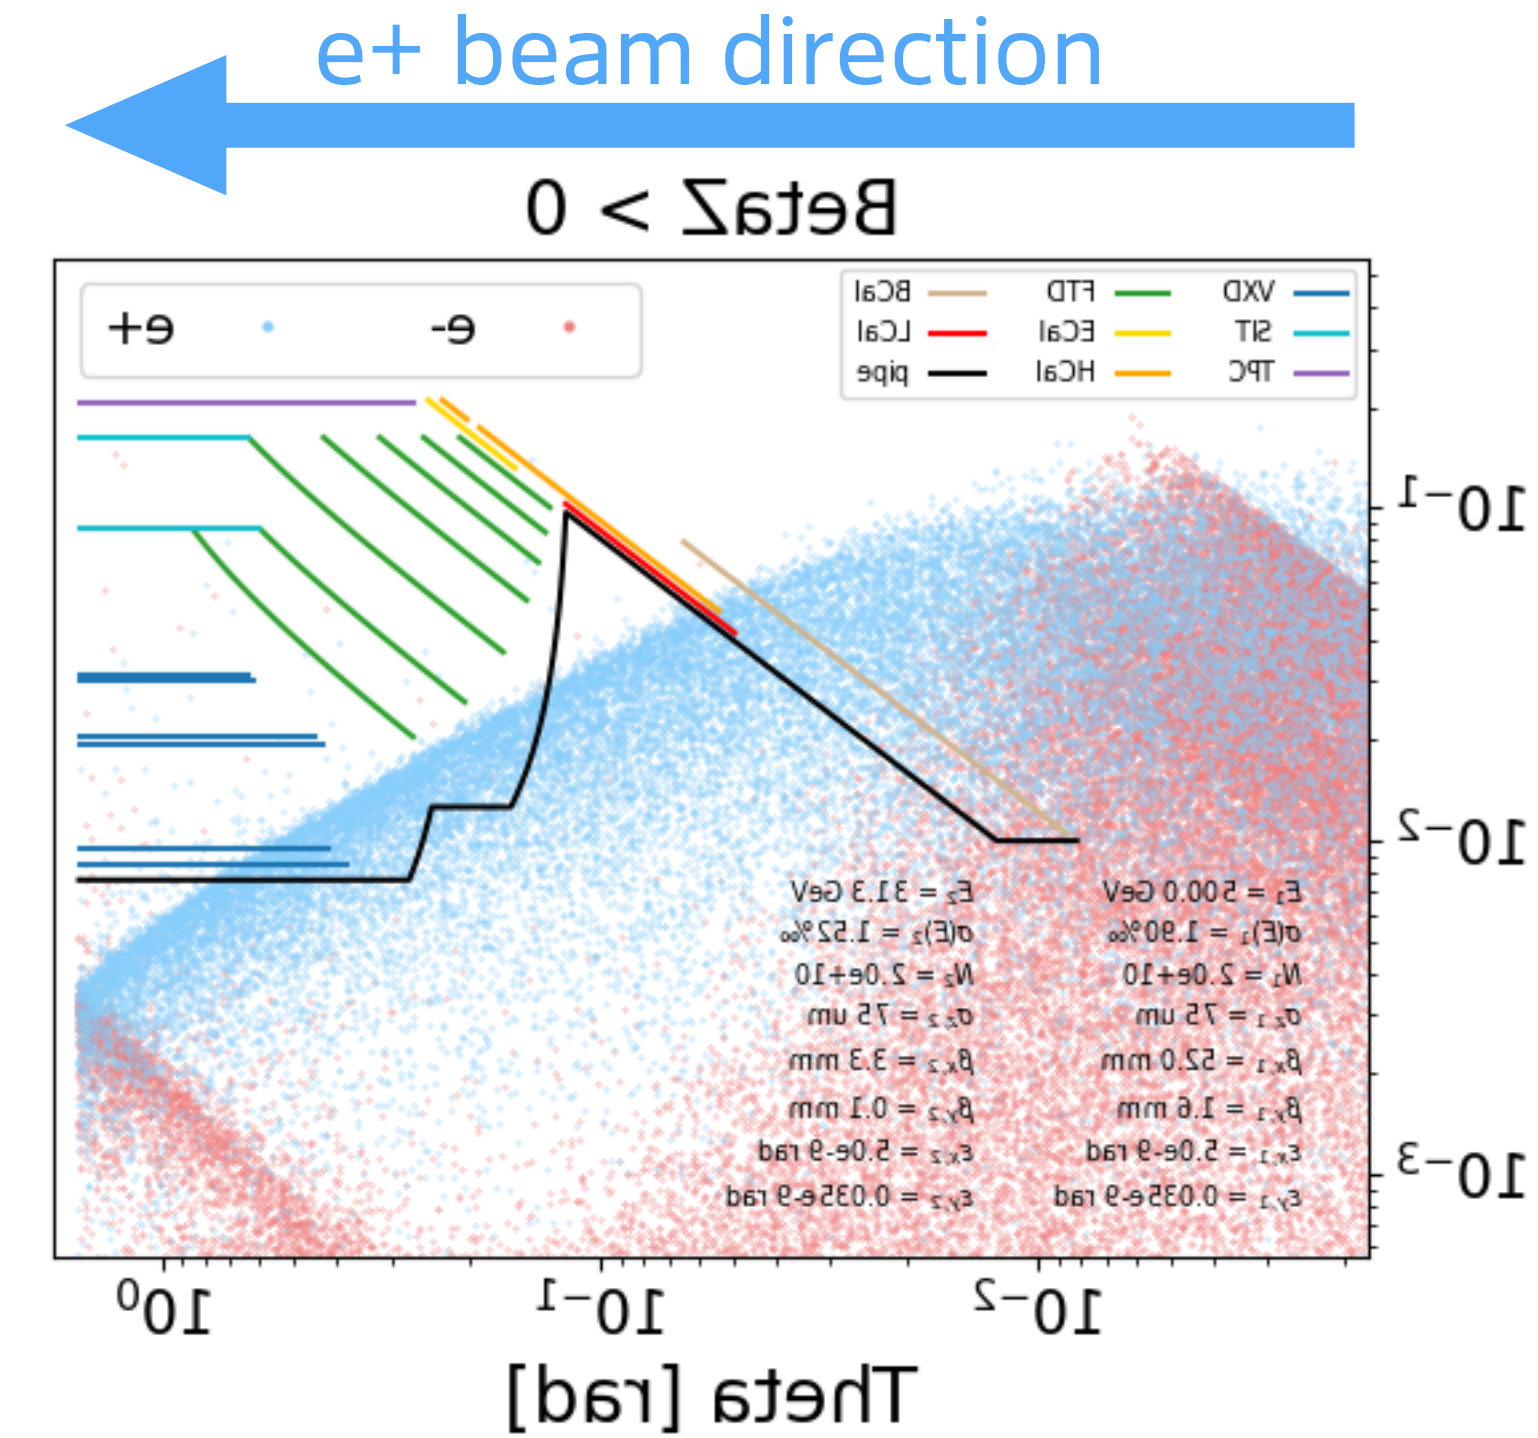 e+ beam direction
BetaZ > 0
VXD FTD BCal
SIT ECal LCal
TPC HCal pipe
e- e+
10⁻¹
10⁻²
10⁻³
E₁ = 500.0 GeV E₂ = 31.3 GeV
σ(E)₁ = 1.90‰ σ(E)₂ = 1.52‰
N₁ = 2.0e+10 N₂ = 2.0e+10
σz,1 = 75 um σz,2 = 75 um
βx,1 = 52.0 mm βx,2 = 3.3 mm
βy,1 = 1.6 mm βy,2 = 0.1 mm
εx,1 = 5.0e-9 rad εx,2 = 5.0e-9 rad
εy,1 = 0.035e-9 rad εy,2 = 0.035e-9 rad
10⁻² 10⁻¹ 10⁰
Theta [rad]